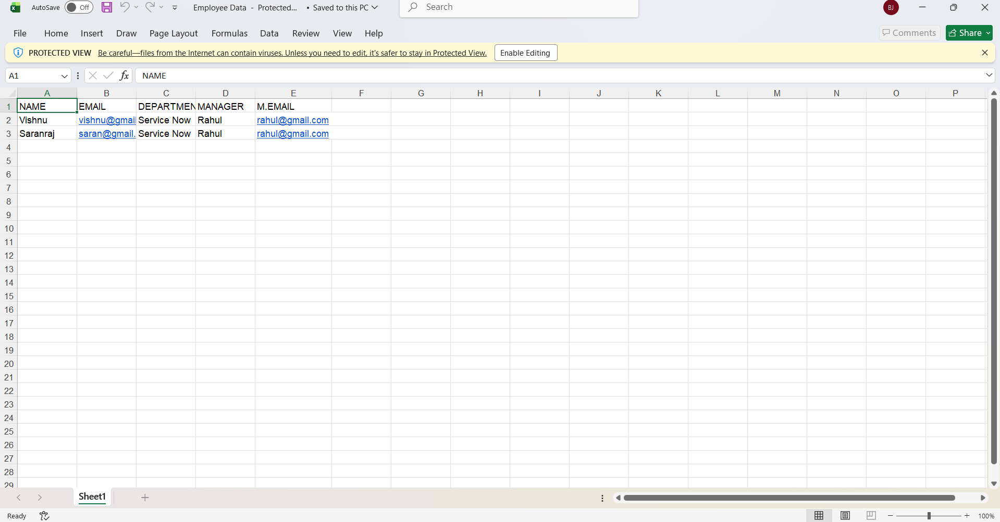 AutoSave Off Employee Data - Protected... • Saved to this PC Search BJ
File Home Insert Draw Page Layout Formulas Data Review View Help Comments Share
PROTECTED VIEW Be careful—files from the Internet can contain viruses. Unless you need to edit, it's safer to stay in Protected View. Enable Editing
A1 fx NAME
A B C D E F G H I J K L M N O P
1 NAME EMAIL DEPARTMEN MANAGER M.EMAIL
2 Vishnu vishnu@gmail Service Now Rahul rahul@gmail.com
3 Saranraj saran@gmail. Service Now Rahul rahul@gmail.com
4
5
6
7
8
9
10
11
12
13
14
15
16
17
18
19
20
21
22
23
24
25
26
27
28
29
Sheet1
Ready 100%